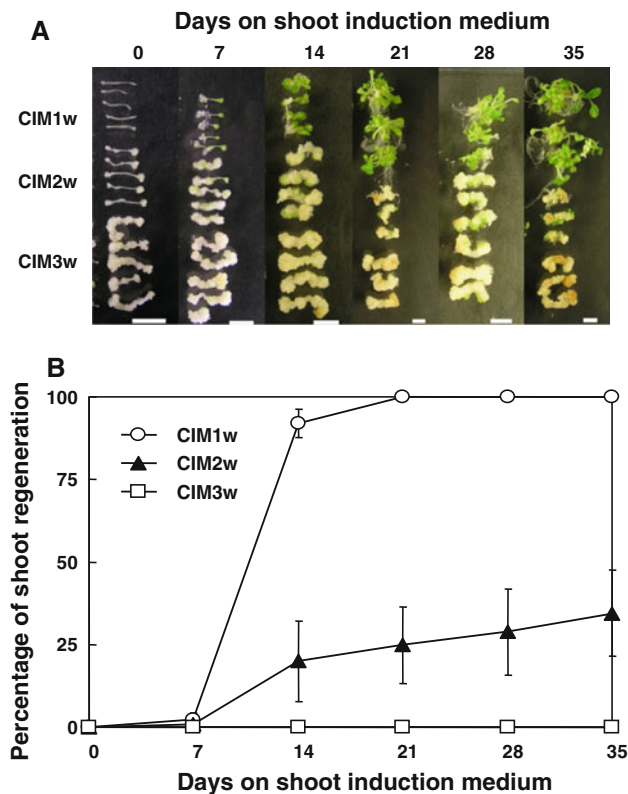 A
Days on shoot induction medium
0 7 14 21 28 35
CIM1w
CIM2w
CIM3w
B
Percentage of shoot regeneration
100
75
50
25
0
CIM1w
CIM2w
CIM3w
0 7 14 21 28 35
Days on shoot induction medium